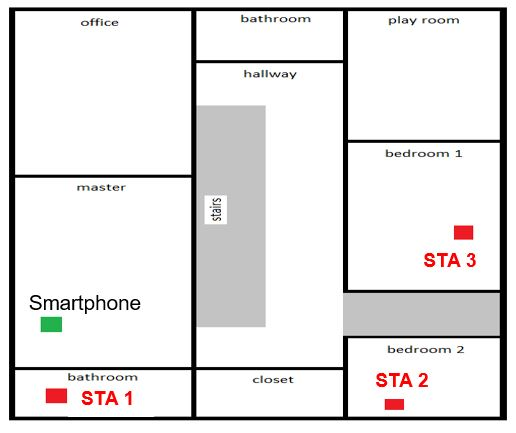 office
bathroom
play room
hallway
bedroom 1
master
stairs
STA 3
Smartphone
bedroom 2
bathroom
closet
STA 2
STA 1